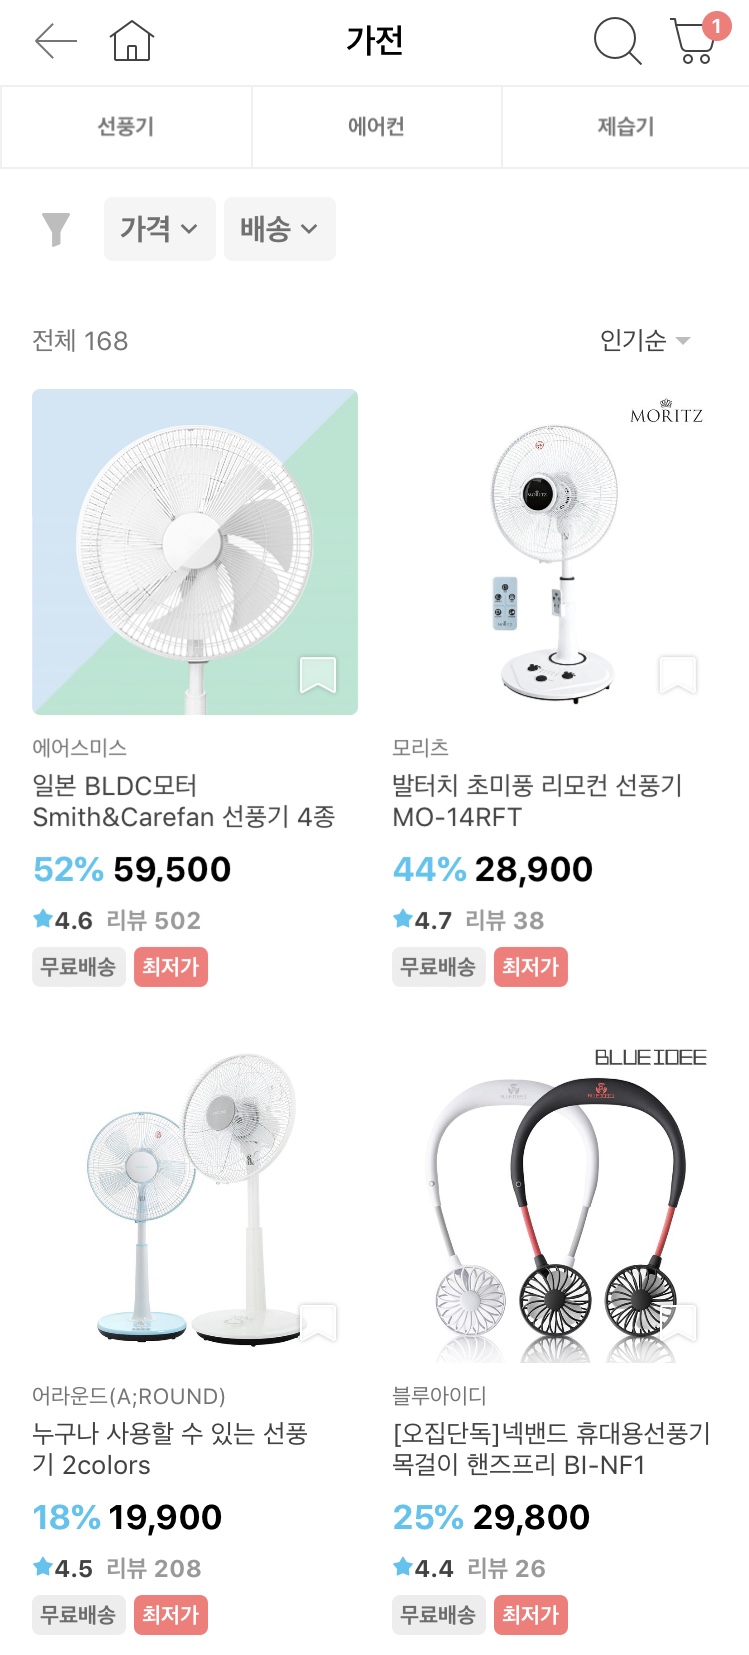 가전
1
선풍기
에어컨
제습기
가격
배송
전체 168
인기순
MORITZ
MORITZ
에어스미스
일본 BLDC모터
Smith&Carefan 선풍기 4종
52% 59,500
4.6 리뷰 502
무료배송 최저가
모리츠
발터치 초미풍 리모컨 선풍기
MO-14RFT
44% 28,900
4.7 리뷰 38
무료배송 최저가
BLUEIDEE
어라운드(A;ROUND)
누구나 사용할 수 있는 선풍
기 2colors
18% 19,900
4.5 리뷰 208
무료배송 최저가
블루아이디
[오집단독]넥밴드 휴대용선풍기
목걸이 핸즈프리 BI-NF1
25% 29,800
4.4 리뷰 26
무료배송 최저가